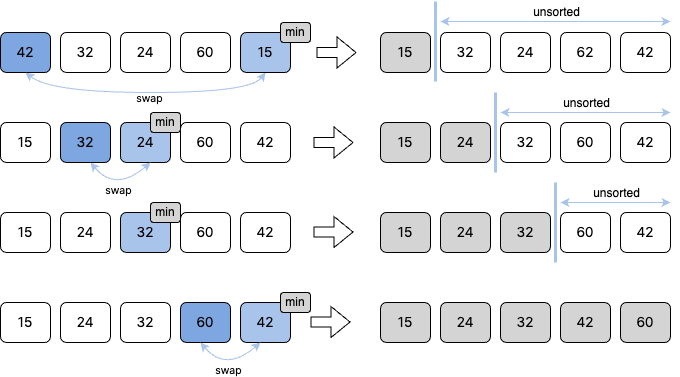 unsorted
min
42 32 24 60 15 15 32 24 62 42
swap
unsorted
min
15 32 24 60 42 15 24 32 60 42
swap
unsorted
min
15 24 32 60 42 15 24 32 60 42
min
15 24 32 60 42 15 24 32 42 60
swap